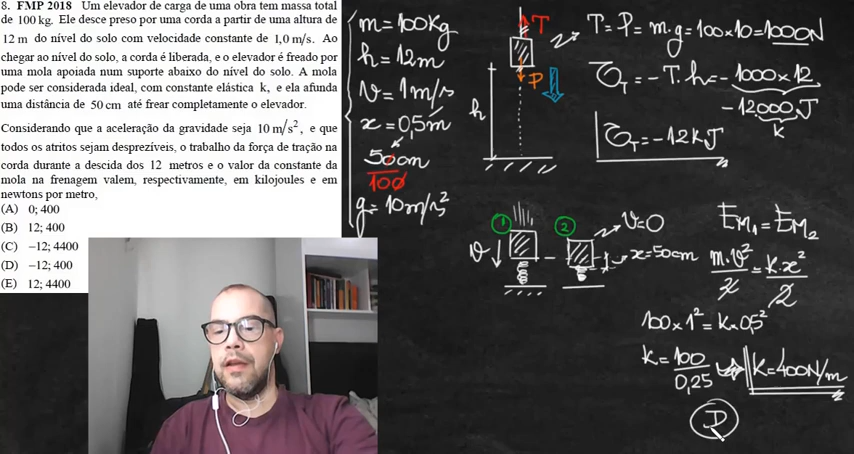 8. FMP 2018 Um elevador de carga de uma obra tem massa total
de 100 kg. Ele desce preso por uma corda a partir de uma altura de
12 m do nível do solo com velocidade constante de 1,0 m/s. Ao
chegar ao nível do solo, a corda é liberada, e o elevador é freado por
uma mola apoiada num suporte abaixo do nível do solo. A mola
pode ser considerada ideal, com constante elástica k, e ela afunda
uma distância de 50 cm até frear completamente o elevador.
Considerando que a aceleração da gravidade seja 10 m/s², e que
todos os atritos sejam desprezíveis, o trabalho da força de tração na
corda durante a descida dos 12 metros e o valor da constante da
mola na frenagem valem, respectivamente, em kilojoules e em
newtons por metro,
(A) 0; 400
(B) 12; 400
(C) −12; 4400
(D) −12; 400
(E) 12; 4400
m = 100Kg
h = 12m
v = 1m/s
x = 0,5m
50cm
100
g = 10m/s²
T
P
h
T = P = m.g = 100×10 = 1000N
𝒵T = -T.h = -1000×12
-12000J
K
𝒵T = -12KJ
1
2
v
v=0
x = 50cm
EM1 = EM2
m.v²/2 = K.x²/2
100×1² = K×0,5²
K = 100/0,25
K = 400N/m
D